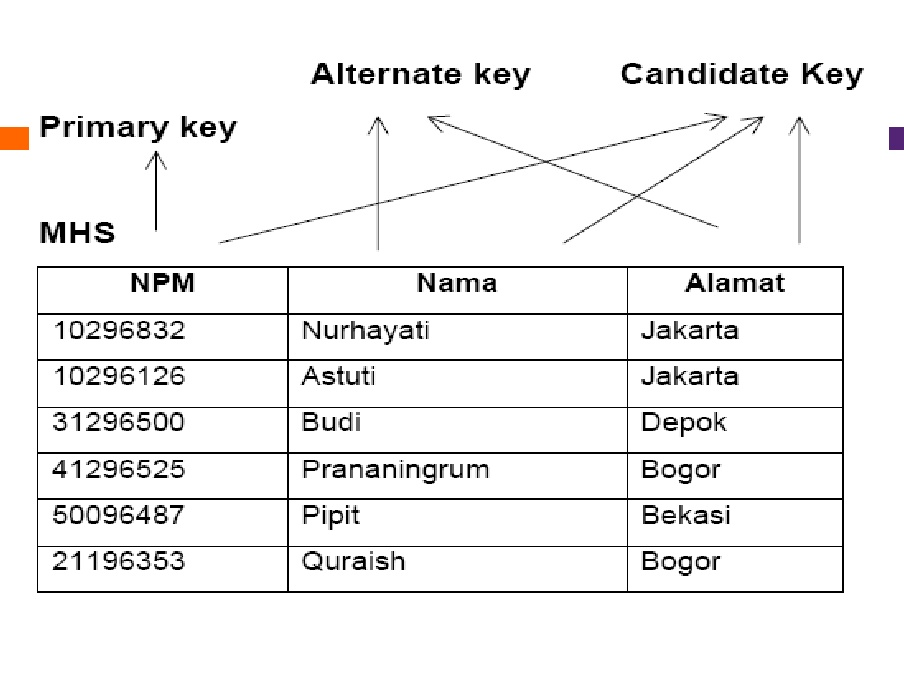 Alternate key Candidate Key
Primary key
MHS
NPM Nama Alamat
10296832 Nurhayati Jakarta
10296126 Astuti Jakarta
31296500 Budi Depok
41296525 Prananingrum Bogor
50096487 Pipit Bekasi
21196353 Quraish Bogor